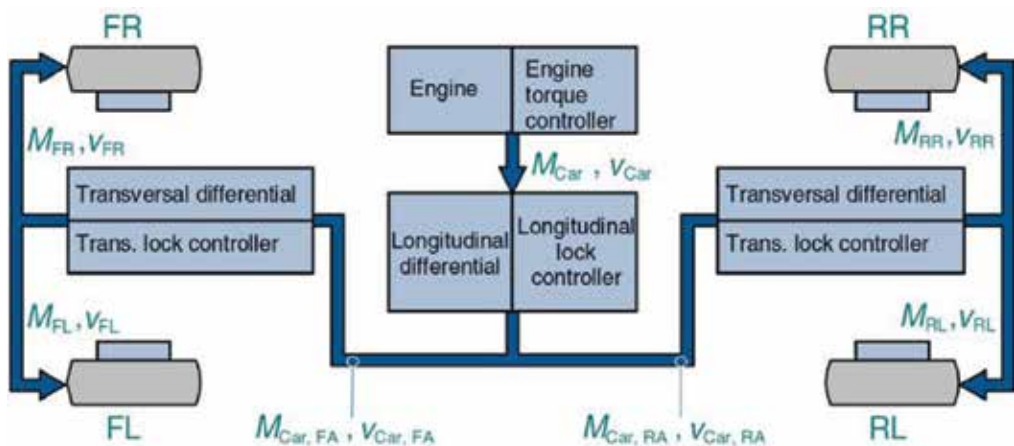 FR
RR
Engine
Engine
torque
controller
M_FR, v_FR
M_Car , v_Car
M_RR, v_RR
Transversal differential
Trans. lock controller
Longitudinal
differential
Longitudinal
lock
controller
Transversal differential
Trans. lock controller
M_FL, v_FL
M_RL, v_RL
FL
M_Car, FA , v_Car, FA
M_Car, RA , v_Car, RA
RL